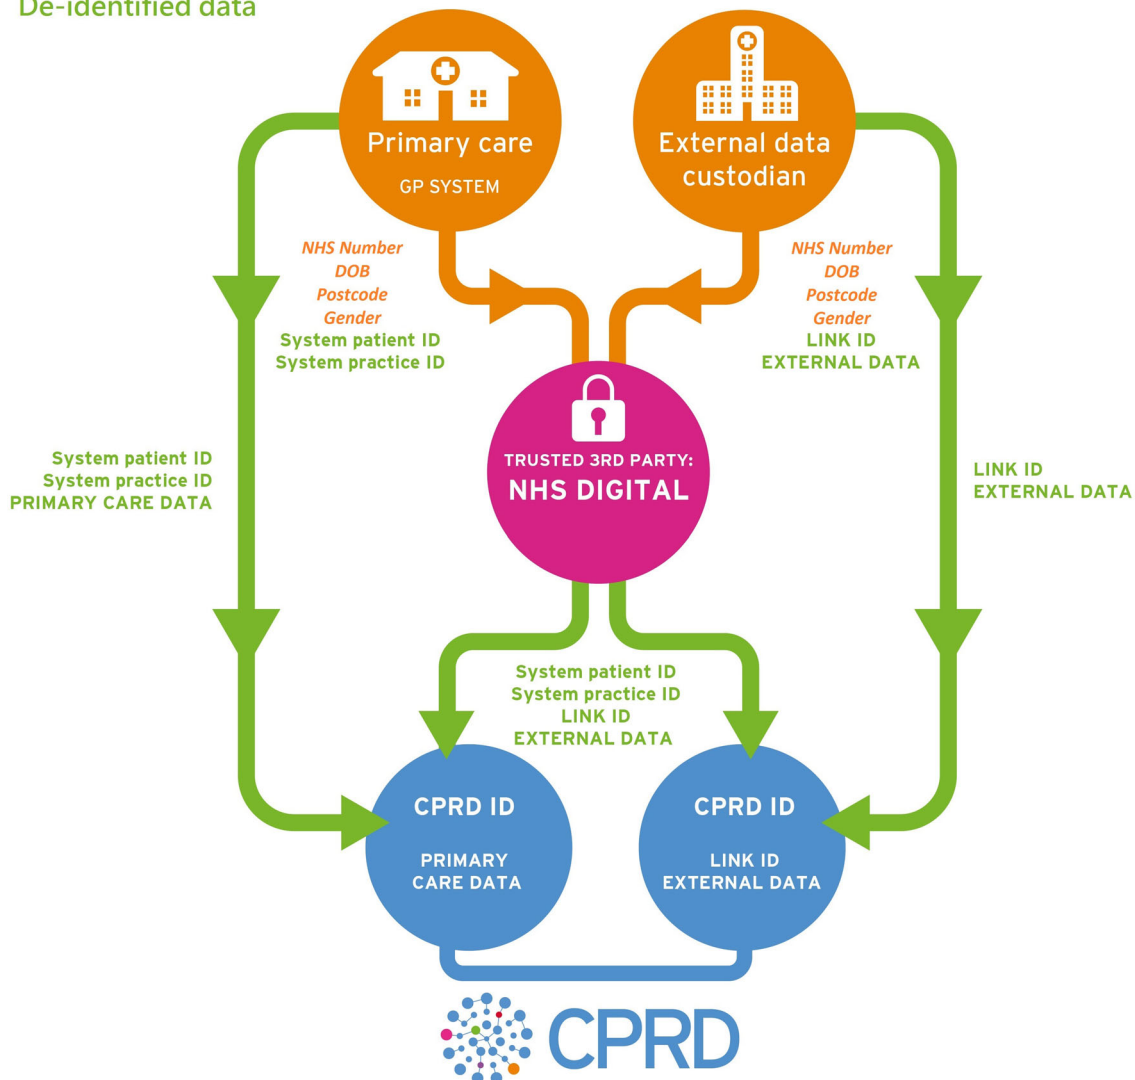 De-identified data
Primary care
GP SYSTEM
External data
custodian
NHS Number
DOB
Postcode
Gender
System patient ID
System practice ID
NHS Number
DOB
Postcode
Gender
LINK ID
EXTERNAL DATA
TRUSTED 3RD PARTY:
NHS DIGITAL
System patient ID
System practice ID
PRIMARY CARE DATA
LINK ID
EXTERNAL DATA
System patient ID
System practice ID
LINK ID
EXTERNAL DATA
CPRD ID
PRIMARY
CARE DATA
CPRD ID
LINK ID
EXTERNAL DATA
CPRD